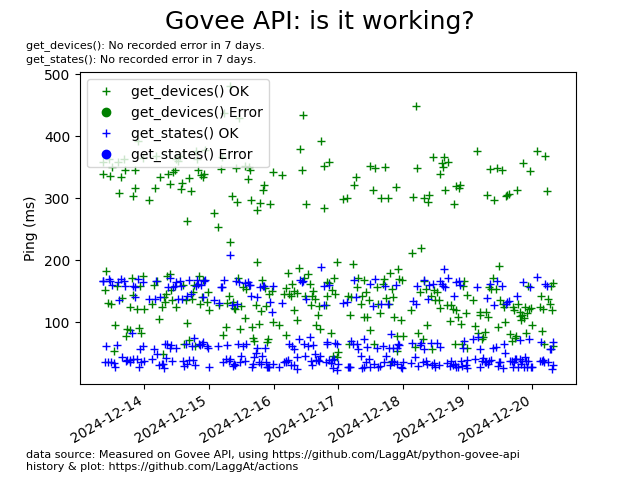 Govee API: is it working?
get_devices(): No recorded error in 7 days.
get_states(): No recorded error in 7 days.
500
400
300
200
100
Ping (ms)
get_devices() OK
get_devices() Error
get_states() OK
get_states() Error
2024-12-14
2024-12-15
2024-12-16
2024-12-17
2024-12-18
2024-12-19
2024-12-20
data source: Measured on Govee API, using https://github.com/LaggAt/python-govee-api
history & plot: https://github.com/LaggAt/actions